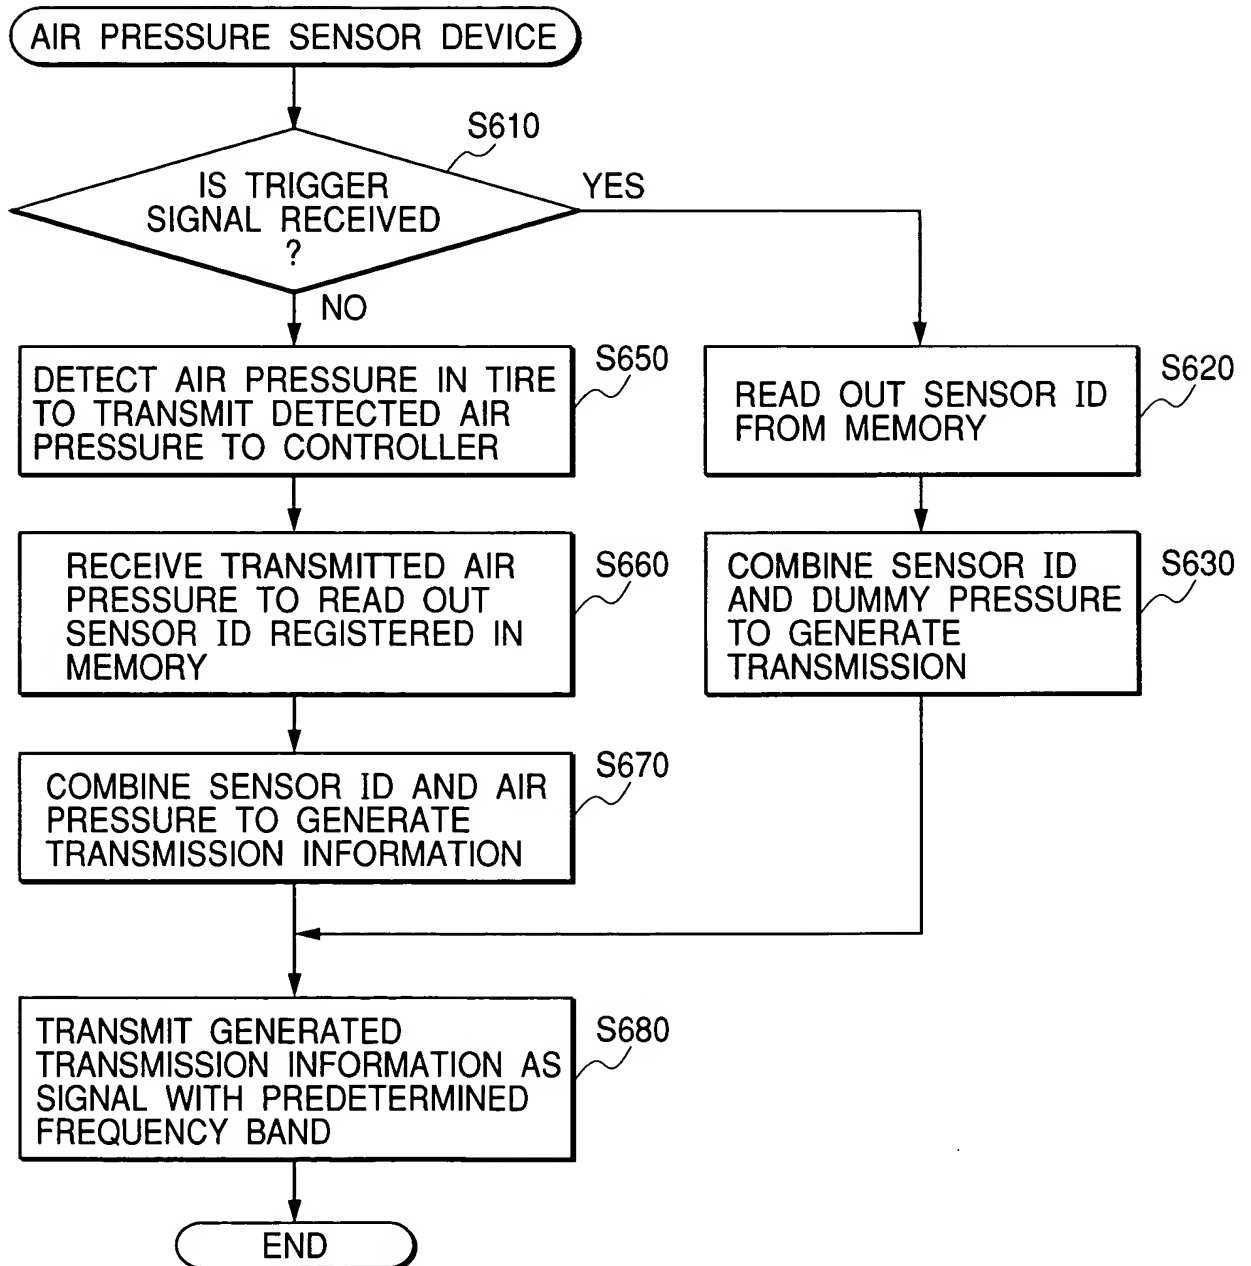 AIR PRESSURE SENSOR DEVICE
S610
IS TRIGGER
SIGNAL RECEIVED
?
YES
NO
S650
DETECT AIR PRESSURE IN TIRE
TO TRANSMIT DETECTED AIR
PRESSURE TO CONTROLLER
S620
READ OUT SENSOR ID
FROM MEMORY
S660
RECEIVE TRANSMITTED AIR
PRESSURE TO READ OUT
SENSOR ID REGISTERED IN
MEMORY
S630
COMBINE SENSOR ID
AND DUMMY PRESSURE
TO GENERATE
TRANSMISSION
S670
COMBINE SENSOR ID AND AIR
PRESSURE TO GENERATE
TRANSMISSION INFORMATION
S680
TRANSMIT GENERATED
TRANSMISSION INFORMATION AS
SIGNAL WITH PREDETERMINED
FREQUENCY BAND
END